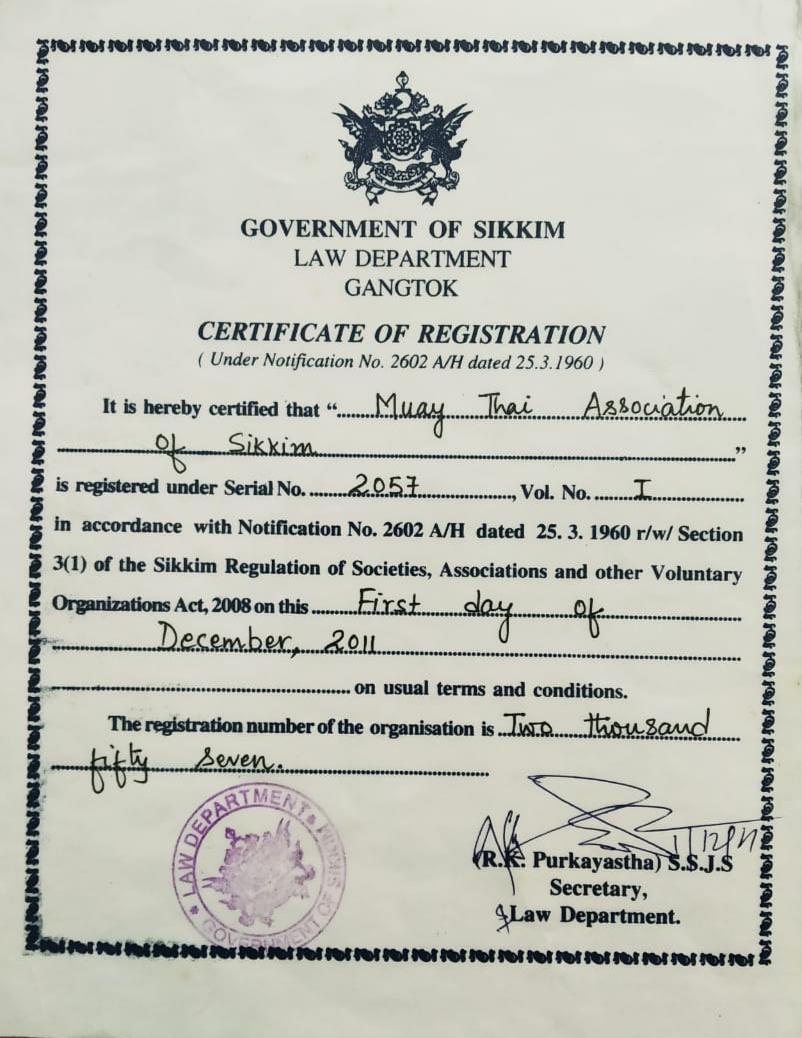 GOVERNMENT OF SIKKIM
LAW DEPARTMENT
GANGTOK
CERTIFICATE OF REGISTRATION
( Under Notification No. 2602 A/H dated 25.3.1960 )
It is hereby certified that “ Muay Thai Association
of Sikkim ”
is registered under Serial No. 2057, Vol. No. I
in accordance with Notification No. 2602 A/H dated 25. 3. 1960 r/w/ Section
3(1) of the Sikkim Regulation of Societies, Associations and other Voluntary
Organizations Act, 2008 on this First day of
December, 2011
on usual terms and conditions.
The registration number of the organisation is Two thousand
fifty seven.
(R.K. Purkayastha) S.S.J.S
Secretary,
Law Department.
LAW DEPARTMENT
GOVERNMENT OF SIKKIM